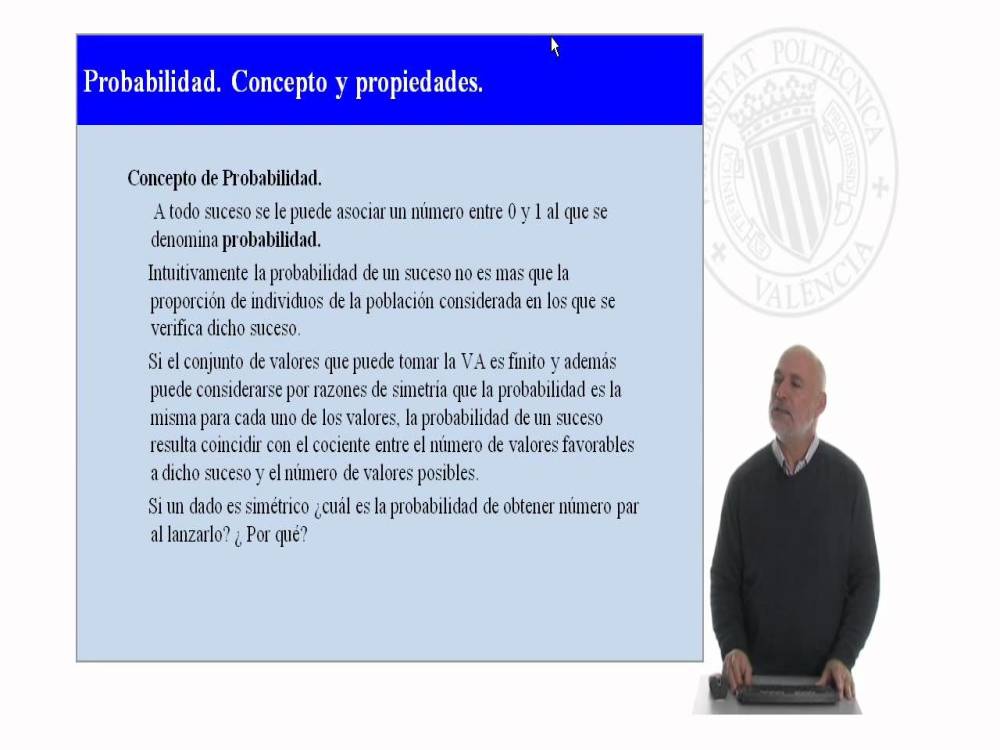 Probabilidad. Concepto y propiedades.
Concepto de Probabilidad.
A todo suceso se le puede asociar un número entre 0 y 1 al que se
denomina probabilidad.
Intuitivamente la probabilidad de un suceso no es mas que la
proporción de individuos de la población considerada en los que se
verifica dicho suceso.
Si el conjunto de valores que puede tomar la VA es finito y además
puede considerarse por razones de simetría que la probabilidad es la
misma para cada uno de los valores, la probabilidad de un suceso
resulta coincidir con el cociente entre el número de valores favorables
a dicho suceso y el número de valores posibles.
Si un dado es simétrico ¿cuál es la probabilidad de obtener número par
al lanzarlo? ¿ Por qué?
POLITECNICA
VALENCIA